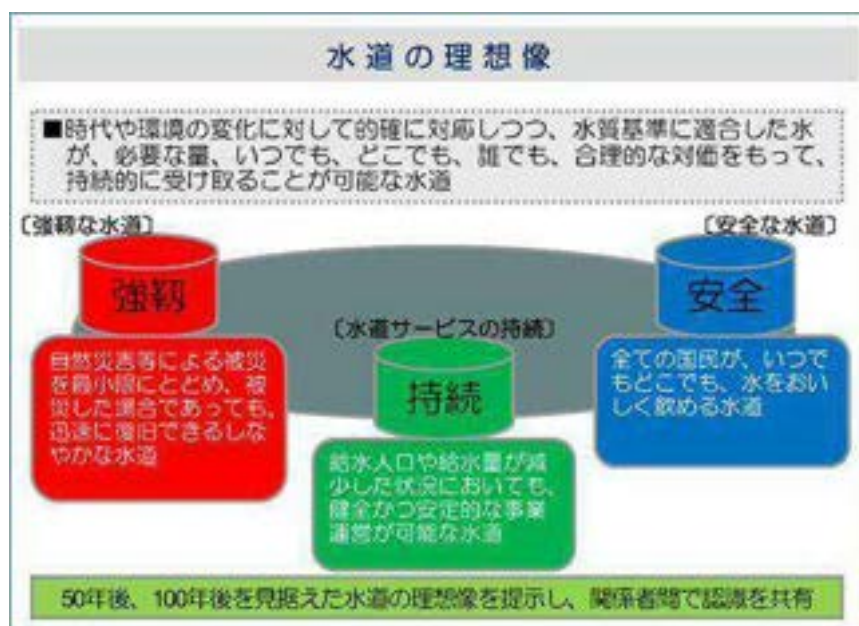 水道の理想像
■時代や環境の変化に対して的確に対応しつつ、水質基準に適合した水
が、必要な量、いつでも、どこでも、誰でも、合理的な対価をもって、
持続的に受け取ることが可能な水道
〔強靱な水道〕
〔安全な水道〕
強靱
安全
〔水道サービスの持続〕
自然災害等による被災
を最小限にとどめ、被
災した場合であっても、
迅速に復旧できるしな
やかな水道
全ての国民が、いつで
もどこでも、水をおい
しく飲める水道
持続
給水人口や給水量が減
少した状況においても、
健全かつ安定的な事業
運営が可能な水道
50年後、100年後を見据えた水道の理想像を提示し、関係者間で認識を共有